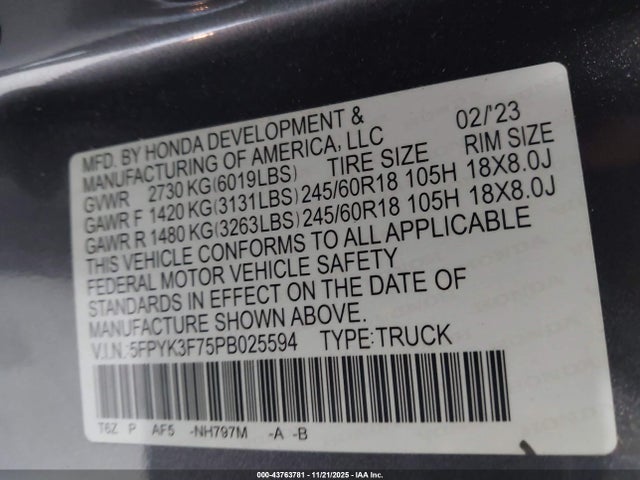 MFD. BY HONDA DEVELOPMENT & 02/'23
MANUFACTURING OF AMERICA, LLC
GVWR 2730 KG(6019LBS) TIRE SIZE RIM SIZE
GAWR F 1420 KG(3131LBS) 245/60R18 105H 18X8.0J
GAWR R 1480 KG(3263LBS) 245/60R18 105H 18X8.0J
THIS VEHICLE CONFORMS TO ALL APPLICABLE
FEDERAL MOTOR VEHICLE SAFETY
STANDARDS IN EFFECT ON THE DATE OF
MANUFACTURE SHOWN ABOVE.
V.I.N.:5FPYK3F75PB025594 TYPE:TRUCK
T6Z P AF5 -NH797M -A -B
000-43763781 - 11/21/2025 - IAA Inc.